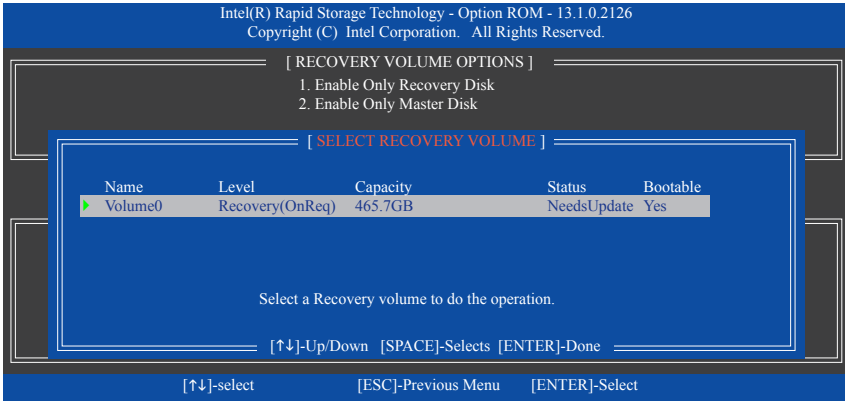 Intel(R) Rapid Storage Technology - Option ROM - 13.1.0.2126
Copyright (C) Intel Corporation. All Rights Reserved.
[ RECOVERY VOLUME OPTIONS ]
1. Enable Only Recovery Disk
2. Enable Only Master Disk
[ SELECT RECOVERY VOLUME ]
Name Level Capacity Status Bootable
Volume0 Recovery(OnReq) 465.7GB NeedsUpdate Yes
Select a Recovery volume to do the operation.
[↑↓]-Up/Down [SPACE]-Selects [ENTER]-Done
[↑↓]-select [ESC]-Previous Menu [ENTER]-Select